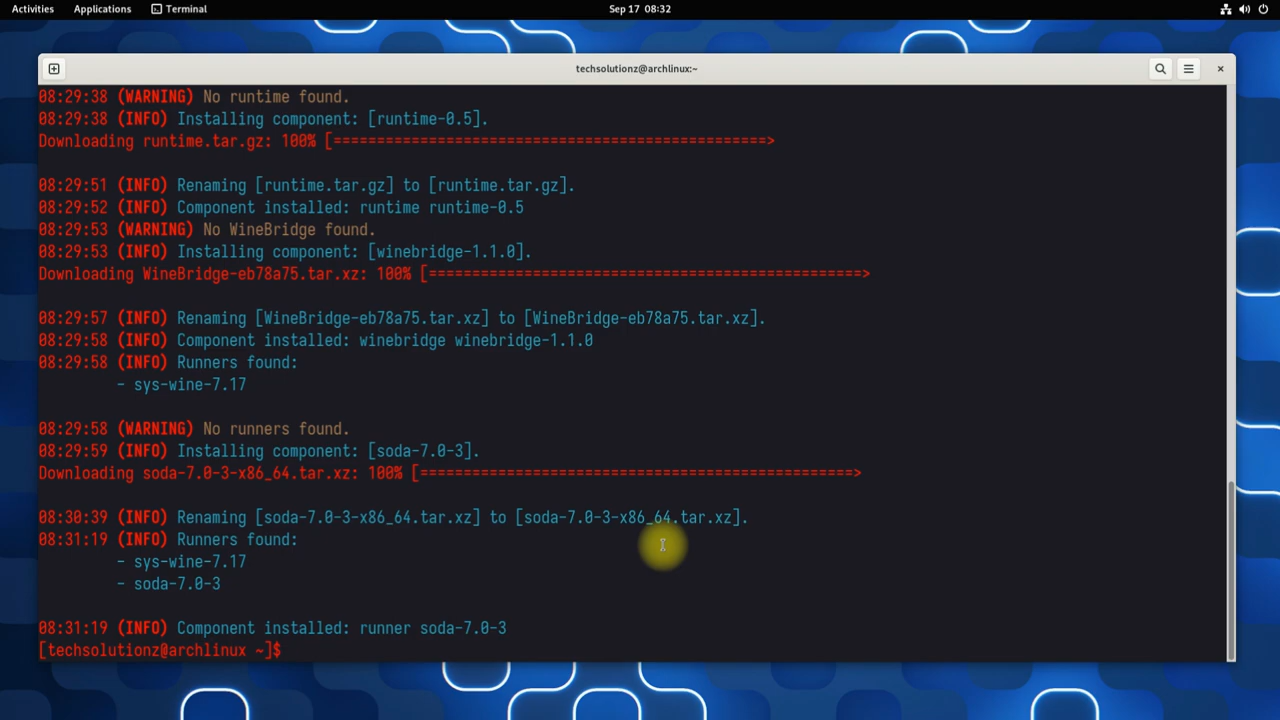 Activities Applications Terminal Sep 17 08:32
techsolutionz@archlinux:~
08:29:38 (WARNING) No runtime found.
08:29:38 (INFO) Installing component: [runtime-0.5].
Downloading runtime.tar.gz: 100% [==================================================>
08:29:51 (INFO) Renaming [runtime.tar.gz] to [runtime.tar.gz].
08:29:52 (INFO) Component installed: runtime runtime-0.5
08:29:53 (WARNING) No WineBridge found.
08:29:53 (INFO) Installing component: [winebridge-1.1.0].
Downloading WineBridge-eb78a75.tar.xz: 100% [==================================================>
08:29:57 (INFO) Renaming [WineBridge-eb78a75.tar.xz] to [WineBridge-eb78a75.tar.xz].
08:29:58 (INFO) Component installed: winebridge winebridge-1.1.0
08:29:58 (INFO) Runners found:
- sys-wine-7.17
08:29:58 (WARNING) No runners found.
08:29:59 (INFO) Installing component: [soda-7.0-3].
Downloading soda-7.0-3-x86_64.tar.xz: 100% [==================================================>
08:30:39 (INFO) Renaming [soda-7.0-3-x86_64.tar.xz] to [soda-7.0-3-x86_64.tar.xz].
08:31:19 (INFO) Runners found:
- sys-wine-7.17
- soda-7.0-3
08:31:19 (INFO) Component installed: runner soda-7.0-3
[techsolutionz@archlinux ~]$